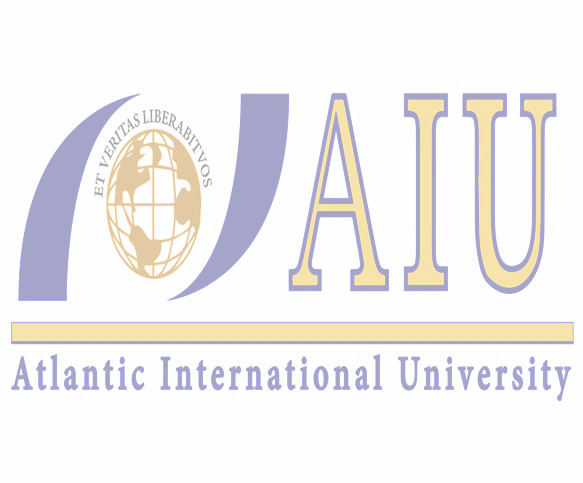 ET VERITAS LIBERABITVOS
AIU
Atlantic International University